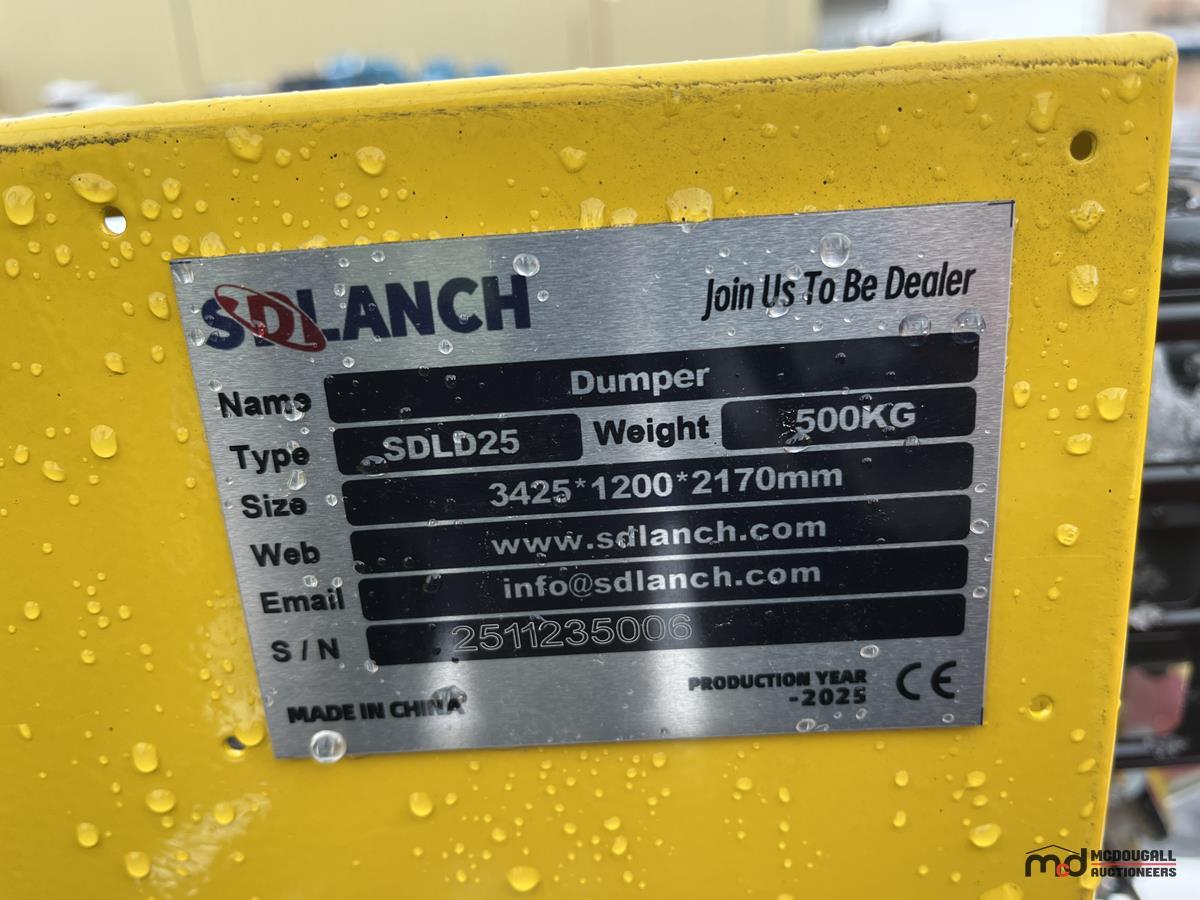 SDLANCH
Join Us To Be Dealer
Name Dumper
Type SDLD25 Weight 500KG
Size 3425*1200*2170mm
Web www.sdlanch.com
Email info@sdlanch.com
S/N 2511235006
MADE IN CHINA
PRODUCTION YEAR
-2025
CE
mcd MCDOUGALL
AUCTIONEERS